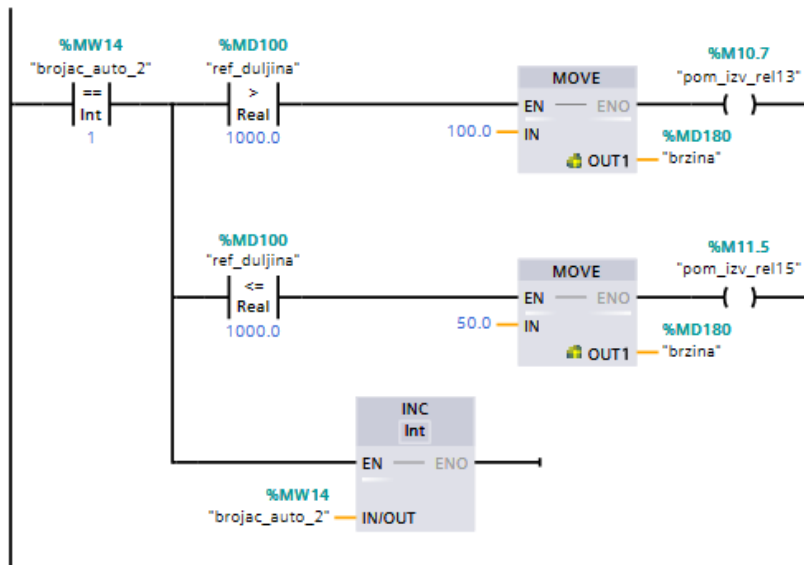 %MW14
"brojac_auto_2"
==
Int
1
%MD100
"ref_duljina"
>
Real
1000.0
MOVE
EN ENO
100.0 IN
OUT1
%M10.7
"pom_izv_rel13"
%MD180
"brzina"
%MD100
"ref_duljina"
<=
Real
1000.0
MOVE
EN ENO
50.0 IN
OUT1
%M11.5
"pom_izv_rel15"
%MD180
"brzina"
INC
Int
EN ENO
%MW14
"brojac_auto_2" IN/OUT